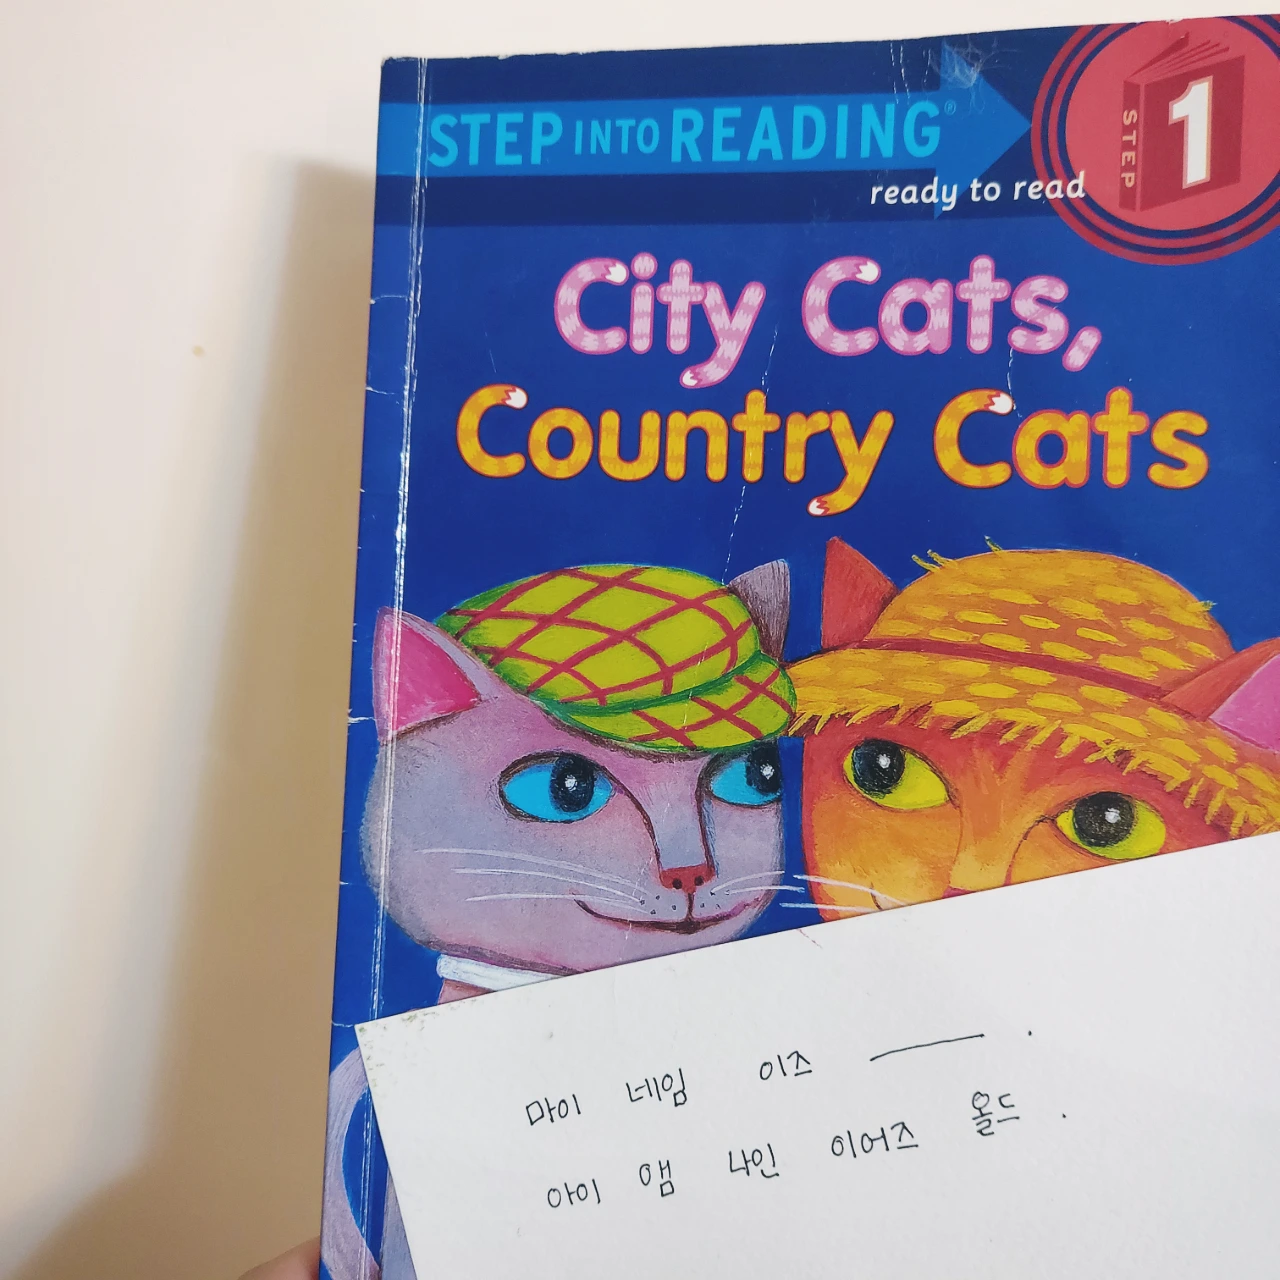 STEP INTO READING®
STEP 1
ready to read
City Cats,
Country Cats
마이 네임 이즈 ———.
아이 앰 나인 이어즈 올드.